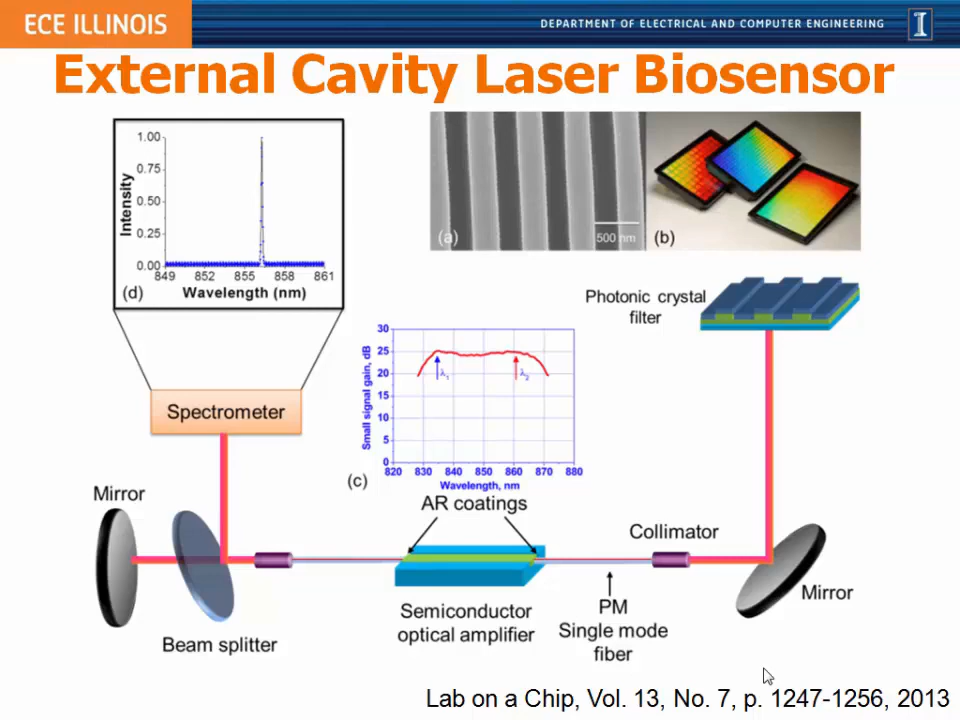 ECE ILLINOIS
DEPARTMENT OF ELECTRICAL AND COMPUTER ENGINEERING
I
External Cavity Laser Biosensor
1.00
0.75
0.50
0.25
0.00
Intensity
849 852 855 858 861
(d) Wavelength (nm)
(a)
500 nm
(b)
Photonic crystal
filter
30
25
20
15
10
5
0
Small signal gain, dB
λ1
λ2
820 830 840 850 860 870 880
Wavelength, nm
(c)
Spectrometer
AR coatings
Mirror
Collimator
Mirror
Semiconductor
optical amplifier
PM
Single mode
fiber
Beam splitter
Lab on a Chip, Vol. 13, No. 7, p. 1247-1256, 2013